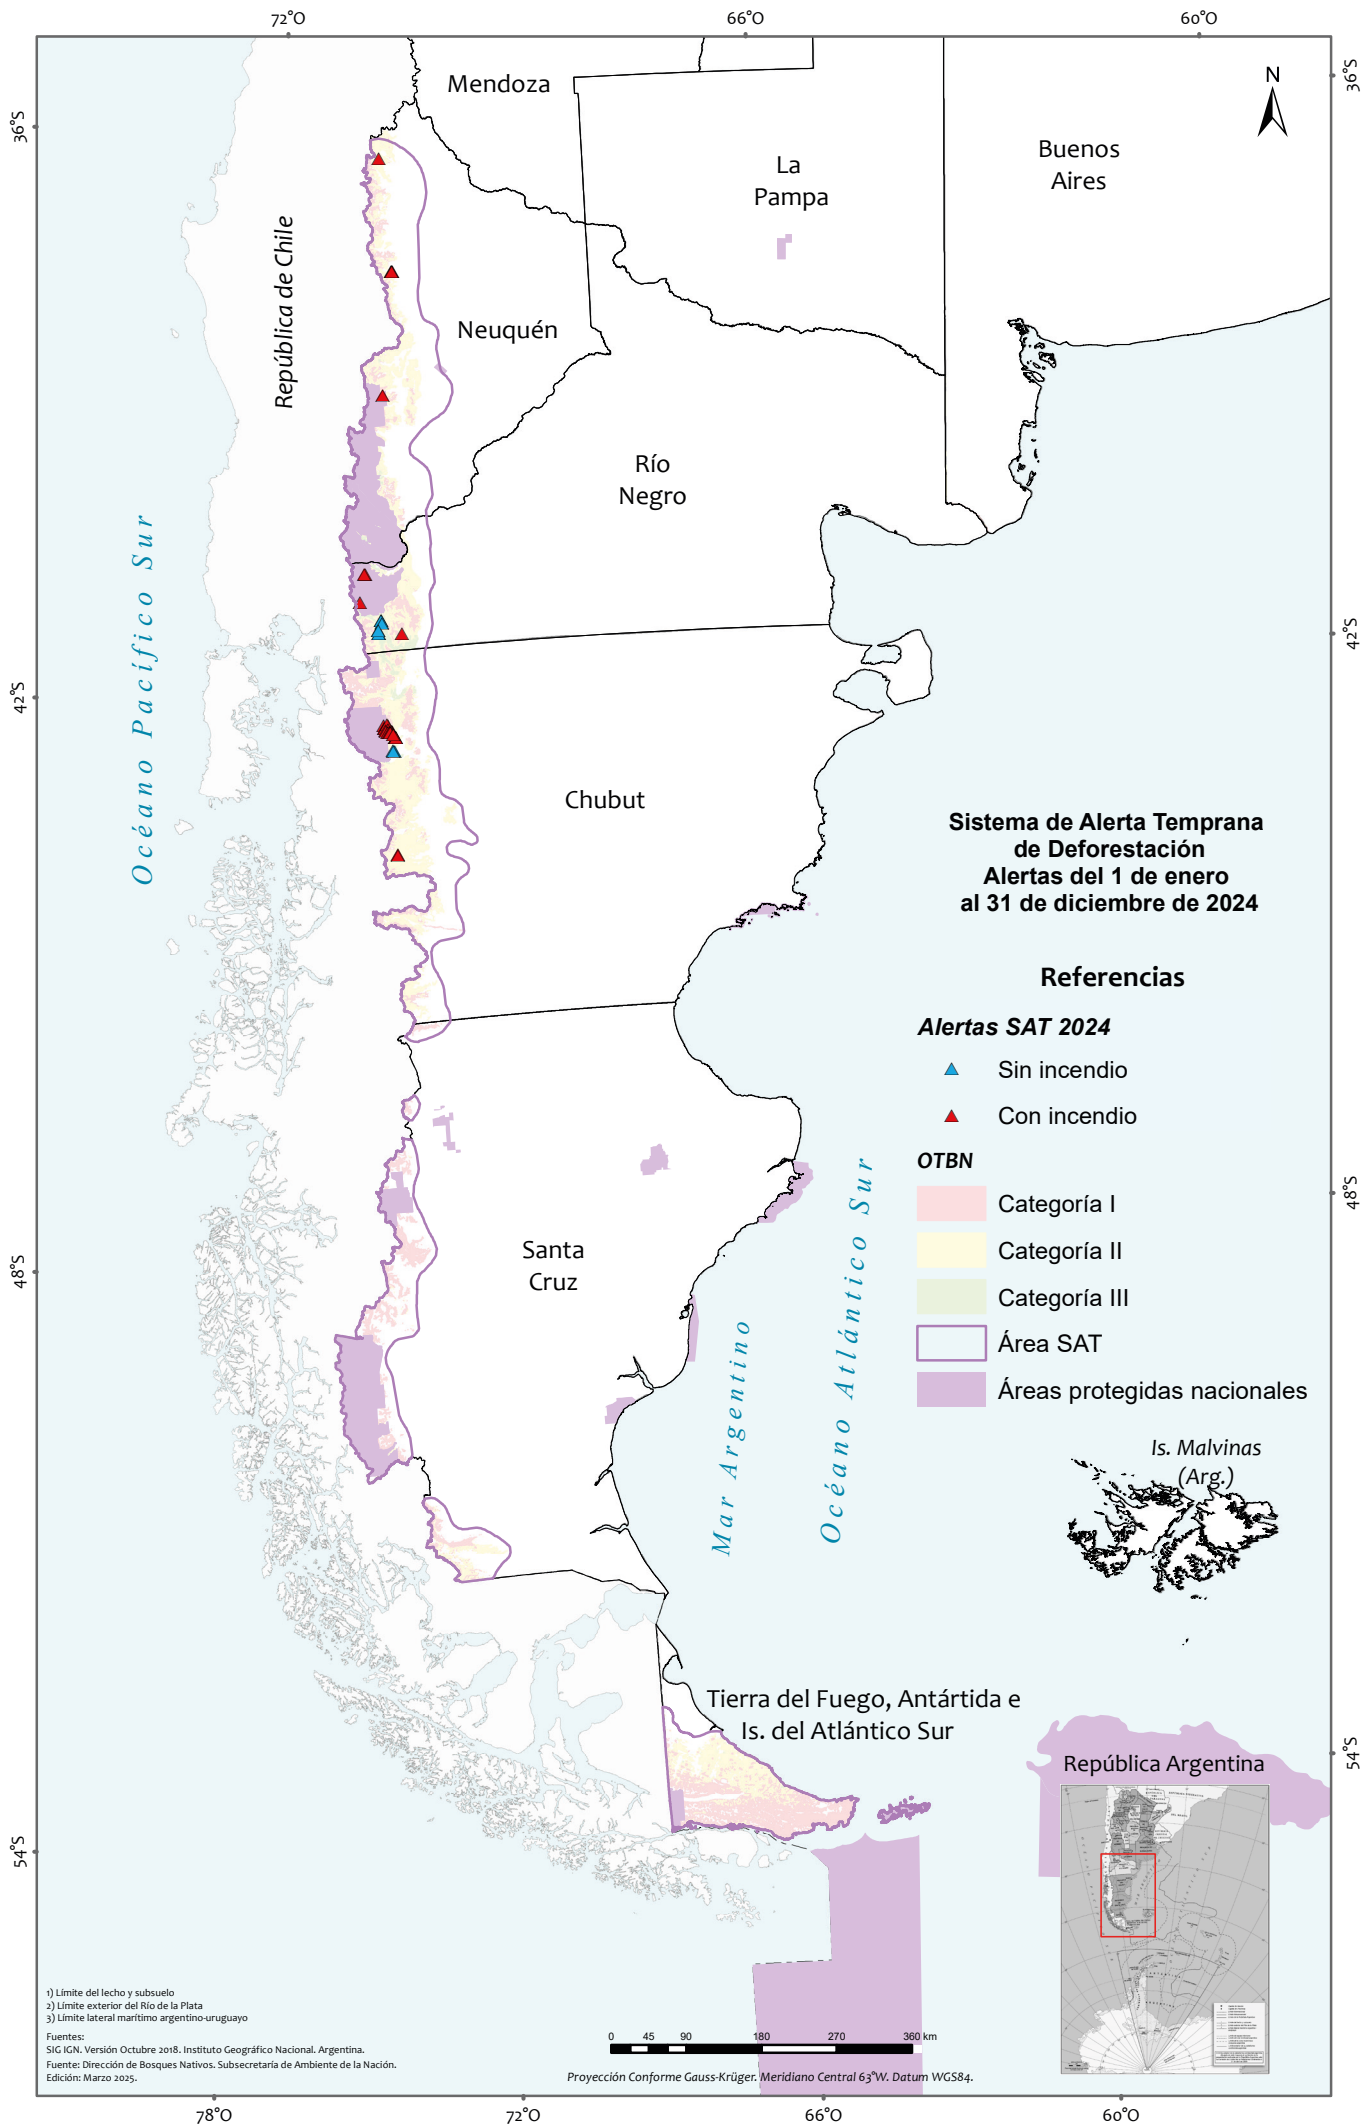 72°O
66°O
60°O
36°S
36°S
Mendoza
La
Pampa
Buenos
Aires
N
República de Chile
Neuquén
Río
Negro
Océano Pacífico Sur
42°S
42°S
Chubut
Sistema de Alerta Temprana
de Deforestación
Alertas del 1 de enero
al 31 de diciembre de 2024
Referencias
Alertas SAT 2024
Sin incendio
Con incendio
OTBN
Categoría I
Categoría II
Categoría III
Área SAT
Áreas protegidas nacionales
48°S
48°S
Santa
Cruz
Mar Argentino
Océano Atlántico Sur
Is. Malvinas
(Arg.)
Tierra del Fuego, Antártida e
Is. del Atlántico Sur
54°S
54°S
República Argentina
1) Límite del lecho y subsuelo
2) Límite exterior del Río de la Plata
3) Límite lateral marítimo argentino-uruguayo
Fuentes:
SIG IGN. Versión Octubre 2018. Instituto Geográfico Nacional. Argentina.
Fuente: Dirección de Bosques Nativos. Subsecretaría de Ambiente de la Nación.
Edición: Marzo 2025.
0 45 90 180 270 360 km
Proyección Conforme Gauss-Krüger. Meridiano Central 63°W. Datum WGS84.
78°O
72°O
66°O
60°O